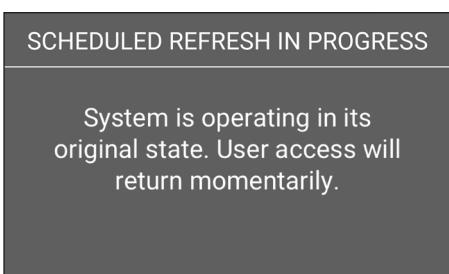 SCHEDULED REFRESH IN PROGRESS
System is operating in its
original state. User access will
return momentarily.